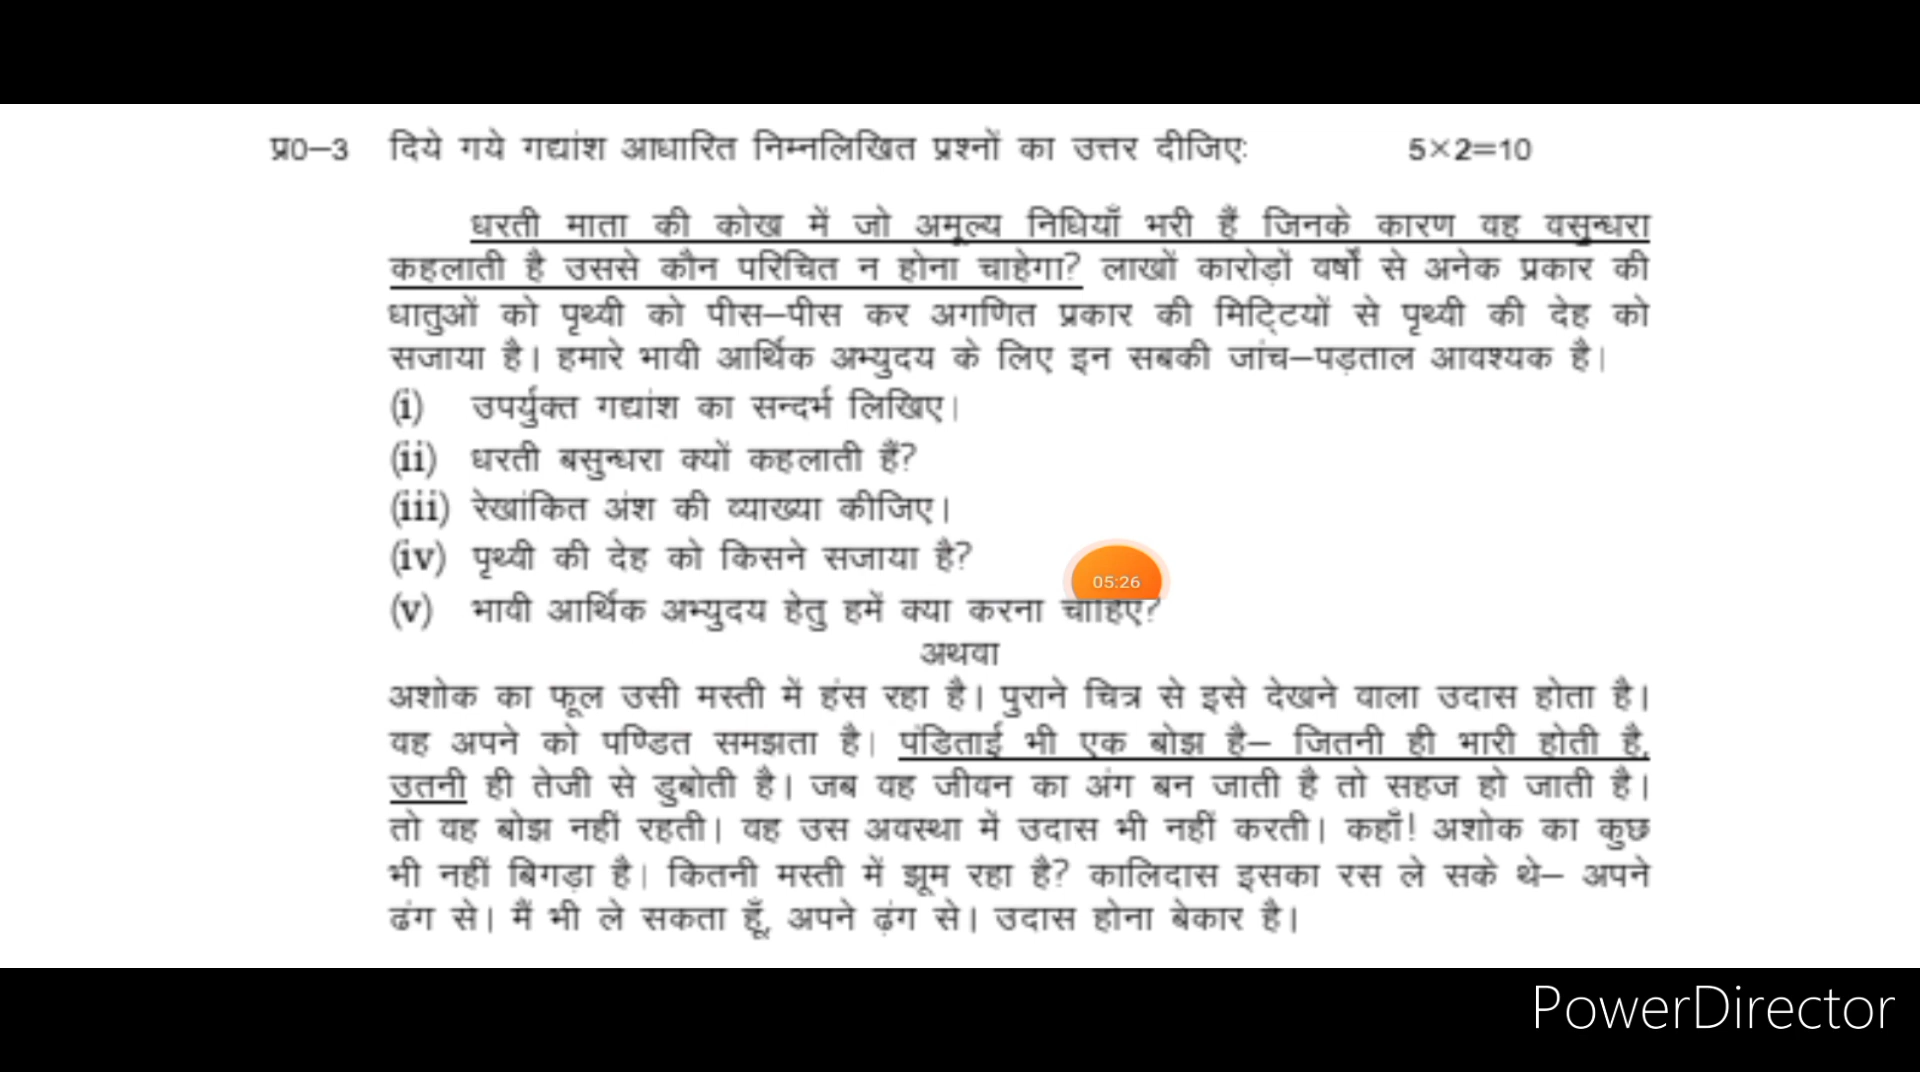 प्र0–3 दिये गये गद्यांश आधारित निम्नलिखित प्रश्नों का उत्तर दीजिए: 5×2=10
धरती माता की कोख में जो अमूल्य निधियाँ भरी हैं जिनके कारण वह वसुन्धरा
कहलाती है उससे कौन परिचित न होना चाहेगा? लाखों कारोड़ों वर्षों से अनेक प्रकार की
धातुओं को पृथ्वी को पीस–पीस कर अगणित प्रकार की मिट्टियों से पृथ्वी की देह को
सजाया है। हमारे भावी आर्थिक अभ्युदय के लिए इन सबकी जांच–पड़ताल आवश्यक है।
(i) उपर्युक्त गद्यांश का सन्दर्भ लिखिए।
(ii) धरती बसुन्धरा क्यों कहलाती हैं?
(iii) रेखांकित अंश की व्याख्या कीजिए।
(iv) पृथ्वी की देह को किसने सजाया है?
05:26
(v) भावी आर्थिक अभ्युदय हेतु हमें क्या करना चाहिए?
अथवा
अशोक का फूल उसी मस्ती में हंस रहा है। पुराने चित्र से इसे देखने वाला उदास होता है।
वह अपने को पण्डित समझता है। पंडिताई भी एक बोझ है– जितनी ही भारी होती है,
उतनी ही तेजी से डुबोती है। जब वह जीवन का अंग बन जाती है तो सहज हो जाती है।
तो वह बोझ नहीं रहती। वह उस अवस्था में उदास भी नहीं करती। कहाँ! अशोक का कुछ
भी नहीं बिगड़ा है। कितनी मस्ती में झूम रहा है? कालिदास इसका रस ले सके थे– अपने
ढंग से। मैं भी ले सकता हूँ, अपने ढ़ंग से। उदास होना बेकार है।
PowerDirector